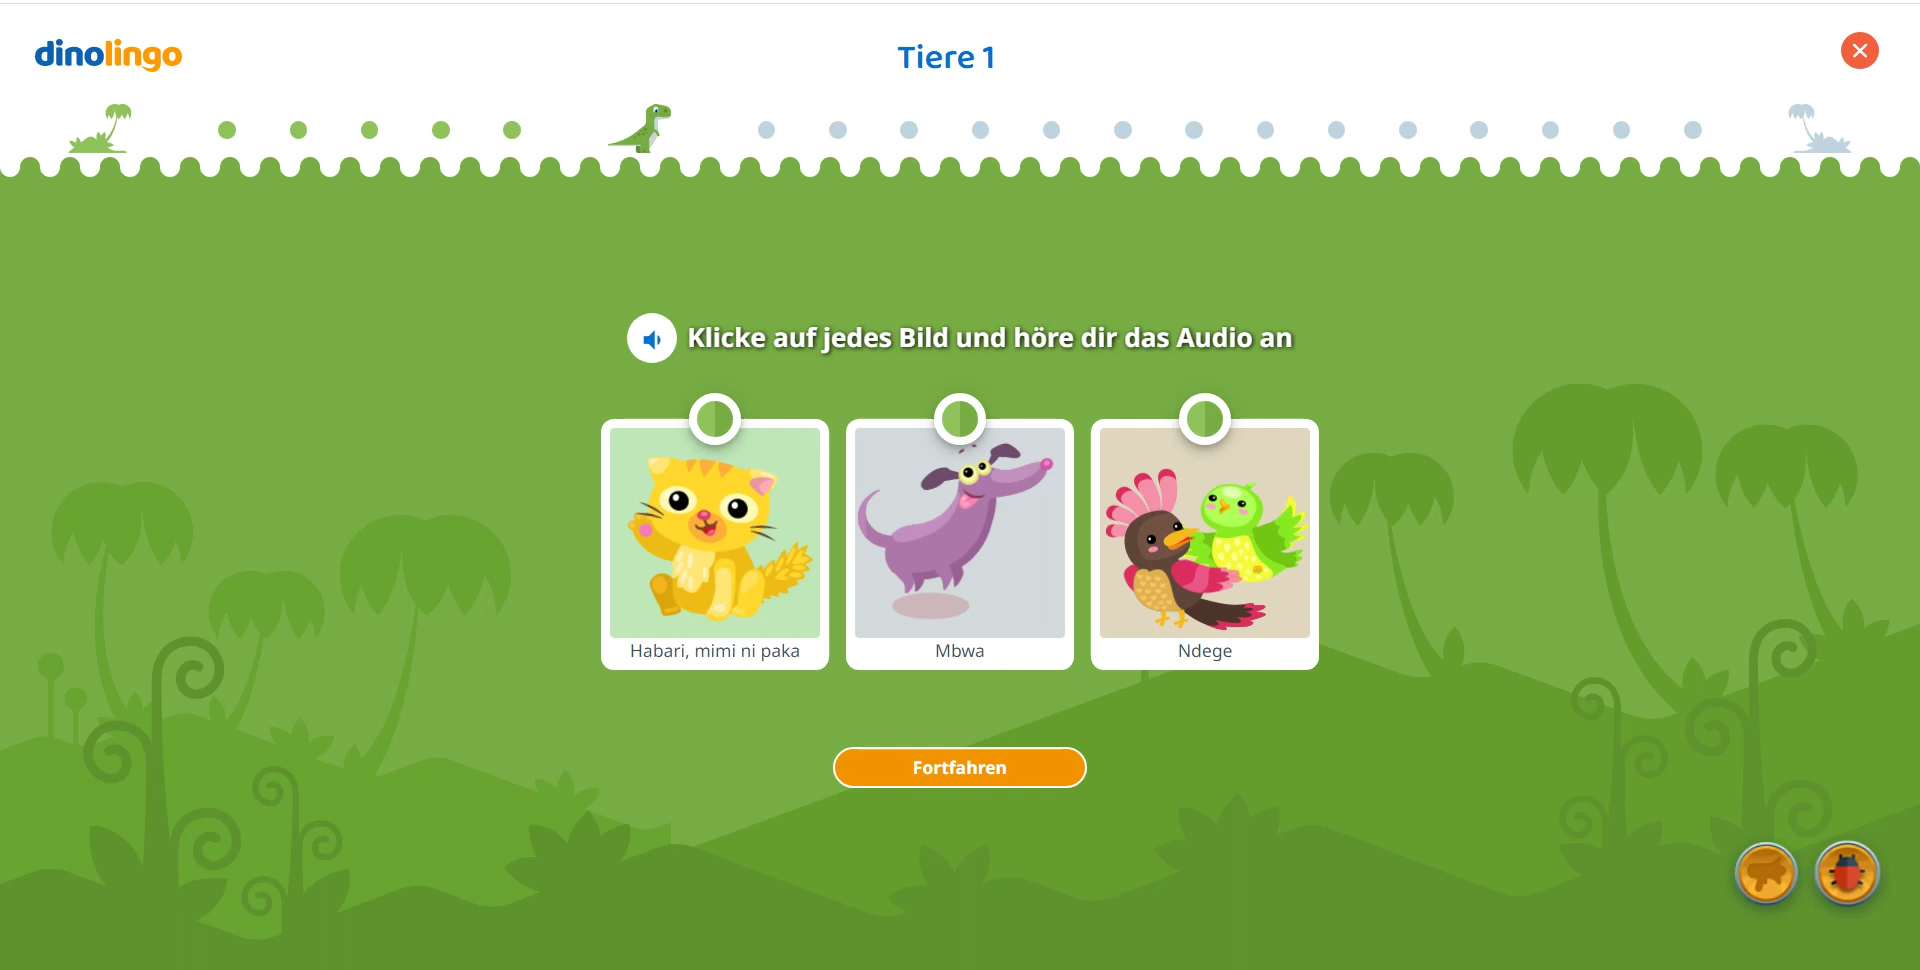 dinolingo
Tiere 1
Klicke auf jedes Bild und höre dir das Audio an
Habari, mimi ni paka
Mbwa
Ndege
Fortfahren